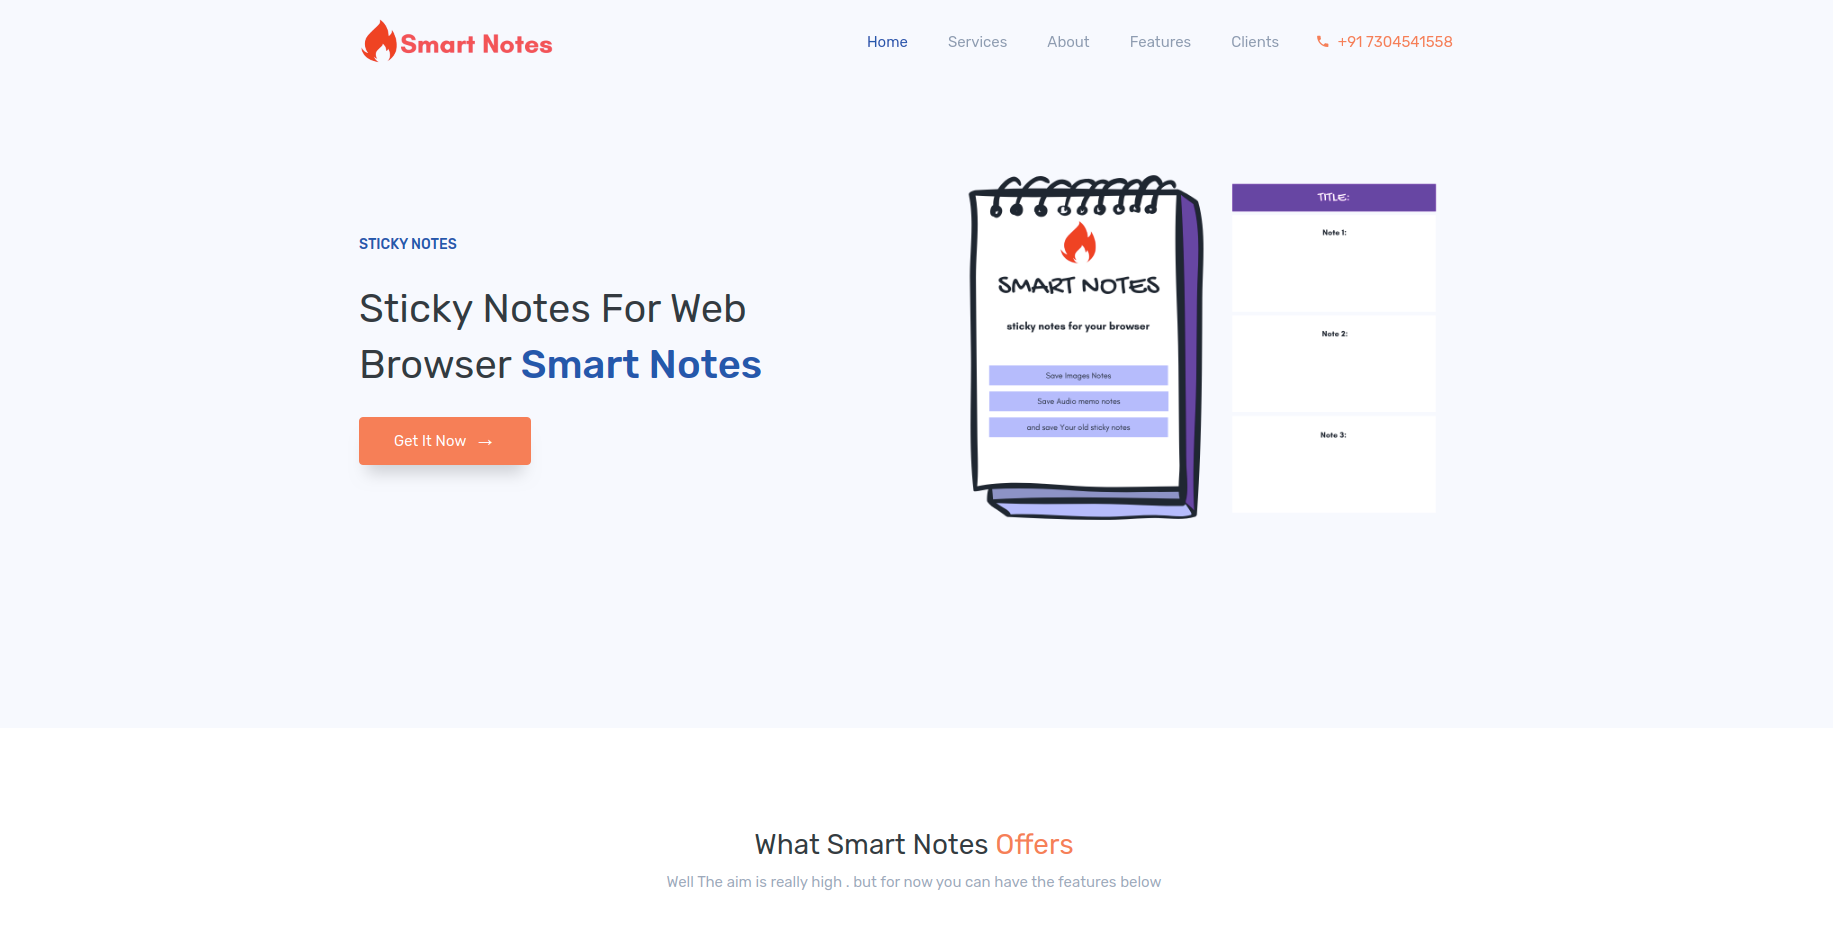 Smart Notes
Home
Services
About
Features
Clients
+91 7304541558
STICKY NOTES
Sticky Notes For Web
Browser Smart Notes
Get It Now →
SMART NOTES
sticky notes for your browser
Save Images Notes
Save Audio memo notes
and save Your old sticky notes
TITLE:
Note 1:
Note 2:
Note 3:
What Smart Notes Offers
Well The aim is really high . but for now you can have the features below